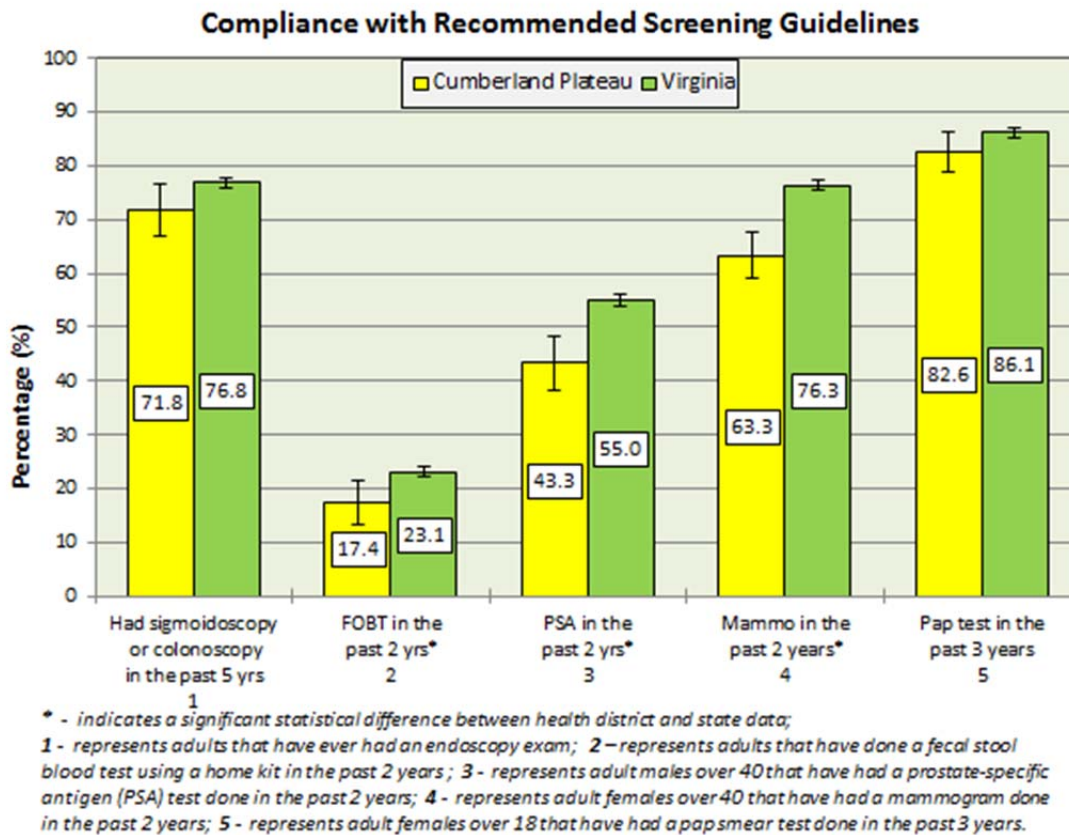 Compliance with Recommended Screening Guidelines
Cumberland Plateau
Virginia
Percentage (%)
100
90
80
70
60
50
40
30
20
10
0
71.8
76.8
17.4
23.1
43.3
55.0
63.3
76.3
82.6
86.1
Had sigmoidoscopy
or colonoscopy
in the past 5 yrs
1
FOBT in the
past 2 yrs*
2
PSA in the
past 2 yrs*
3
Mammo in the
past 2 years*
4
Pap test in the
past 3 years
5
* - indicates a significant statistical difference between health district and state data;
1 - represents adults that have ever had an endoscopy exam; 2 – represents adults that have done a fecal stool
blood test using a home kit in the past 2 years ; 3 - represents adult males over 40 that have had a prostate-specific
antigen (PSA) test done in the past 2 years; 4 - represents adult females over 40 that have had a mammogram done
in the past 2 years; 5 - represents adult females over 18 that have had a pap smear test done in the past 3 years.